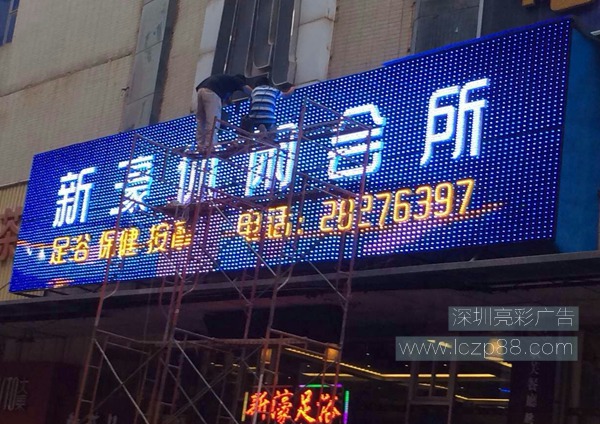 新濠休闲会所
足谷 保健 按摩 电话：28276397
深圳亮彩广告
www.lczp88.com
新濠足浴